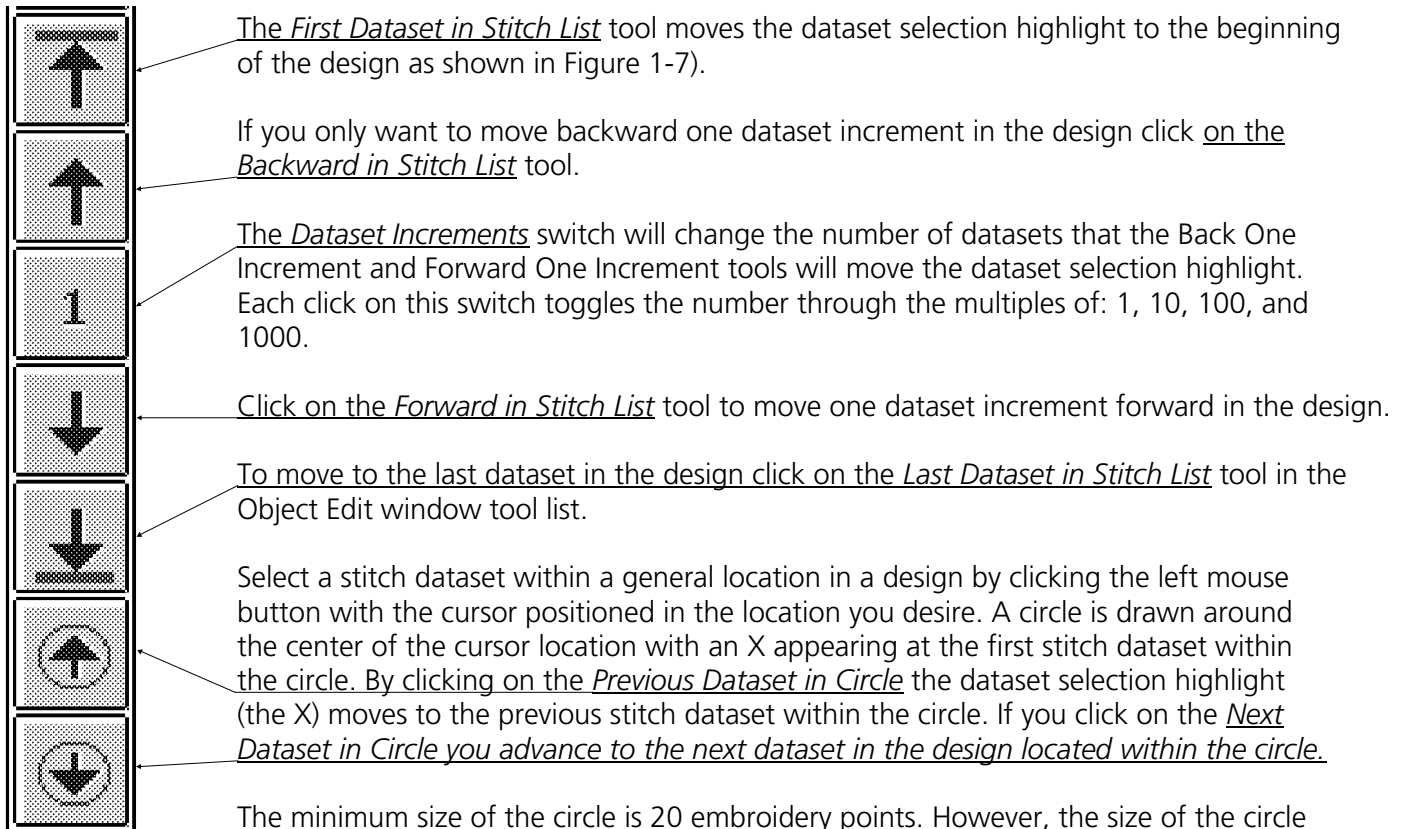 The First Dataset in Stitch List tool moves the dataset selection highlight to the beginning
of the design as shown in Figure 1-7).
If you only want to move backward one dataset increment in the design click on the
Backward in Stitch List tool.
The Dataset Increments switch will change the number of datasets that the Back One
Increment and Forward One Increment tools will move the dataset selection highlight.
Each click on this switch toggles the number through the multiples of: 1, 10, 100, and
1000.
1
Click on the Forward in Stitch List tool to move one dataset increment forward in the design.
To move to the last dataset in the design click on the Last Dataset in Stitch List tool in the
Object Edit window tool list.
Select a stitch dataset within a general location in a design by clicking the left mouse
button with the cursor positioned in the location you desire. A circle is drawn around
the center of the cursor location with an X appearing at the first stitch dataset within
the circle. By clicking on the Previous Dataset in Circle the dataset selection highlight
(the X) moves to the previous stitch dataset within the circle. If you click on the Next
Dataset in Circle you advance to the next dataset in the design located within the circle.
The minimum size of the circle is 20 embroidery points. However, the size of the circle